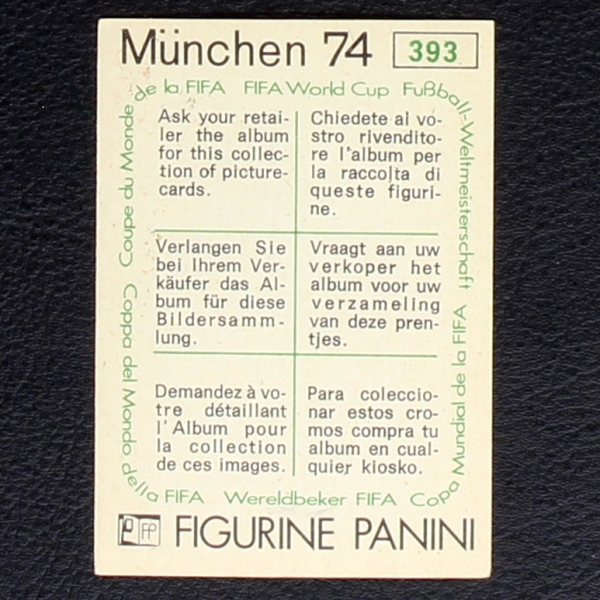 München 74
393
Coupe du Monde de la FIFA
FIFA World Cup
Fußball-Weltmeisterschaft
Ask your retai-
ler the album
for this collec-
tion of picture-
cards.
Chiedete al vo-
stro rivendito-
re l'album per
la raccolta di
queste figuri-
ne.
Verlangen Sie
bei Ihrem Ver-
käufer das Al-
bum für diese
Bildersamm-
lung.
Vraagt aan uw
verkoper het
album voor uw
verzameling
van deze pren-
tjes.
Demandez à vo-
tre détaillant
l'Album pour
la collection
de ces images.
Para coleccio-
nar estos cro-
mos compra tu
album en cual-
quier kiosko.
Coppa del Mondo della FIFA
Wereldbeker FIFA
Copa Mundial de la FIFA
FP
FIGURINE PANINI